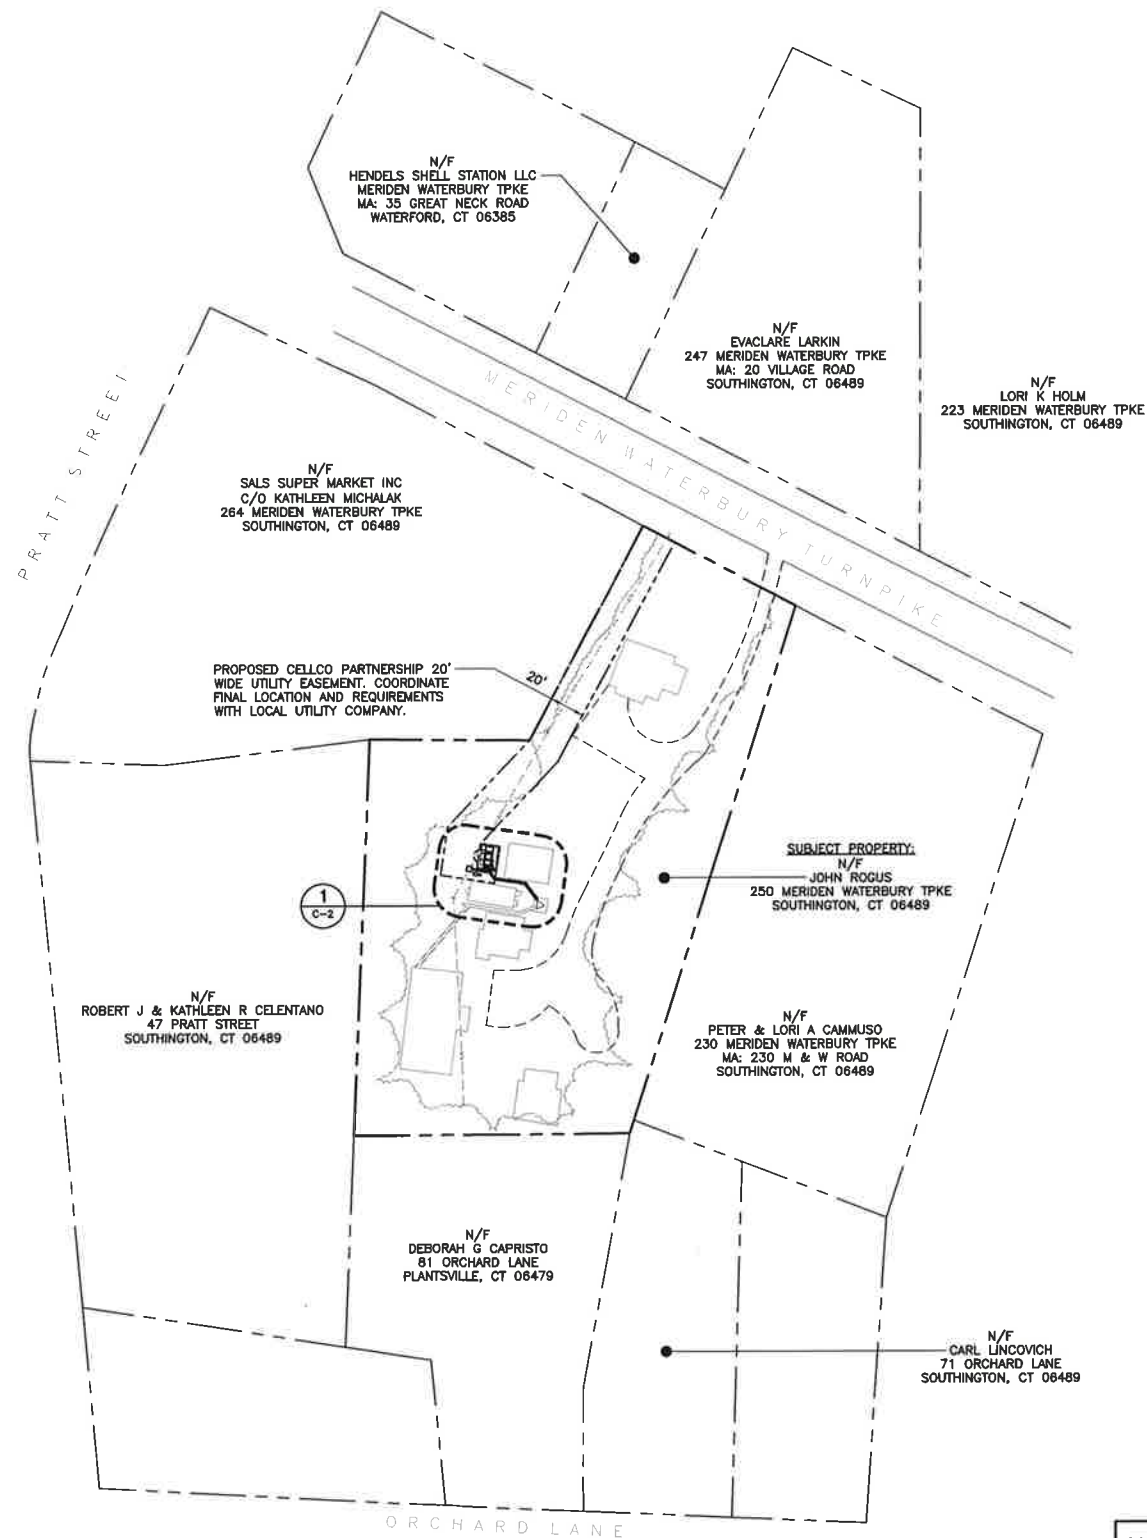 N/F
HENDELS SHELL STATION LLC
MERIDEN WATERBURY TPKE
MA: 35 GREAT NECK ROAD
WATERFORD, CT 06385
N/F
EVACLARE LARKIN
247 MERIDEN WATERBURY TPKE
MA: 20 VILLAGE ROAD
SOUTHINGTON, CT 06489
N/F
LORI K HOLM
223 MERIDEN WATERBURY TPKE
SOUTHINGTON, CT 06489
MERIDEN WATERBURY TURNPIKE
PRATT STREET
N/F
SALS SUPER MARKET INC
C/O KATHLEEN MICHALAK
264 MERIDEN WATERBURY TPKE
SOUTHINGTON, CT 06489
PROPOSED CELLCO PARTNERSHIP 20'
WIDE UTILITY EASEMENT. COORDINATE
FINAL LOCATION AND REQUIREMENTS
WITH LOCAL UTILITY COMPANY.
20'
SUBJECT PROPERTY:
N/F
JOHN ROGUS
250 MERIDEN WATERBURY TPKE
SOUTHINGTON, CT 06489
1
C-2
N/F
ROBERT J & KATHLEEN R CELENTANO
47 PRATT STREET
SOUTHINGTON, CT 06489
N/F
PETER & LORI A CAMMUSO
230 MERIDEN WATERBURY TPKE
MA: 230 M & W ROAD
SOUTHINGTON, CT 06489
N/F
DEBORAH G CAPRISTO
81 ORCHARD LANE
PLANTSVILLE, CT 06479
N/F
CARL LINCOVICH
71 ORCHARD LANE
SOUTHINGTON, CT 06489
ORCHARD LANE